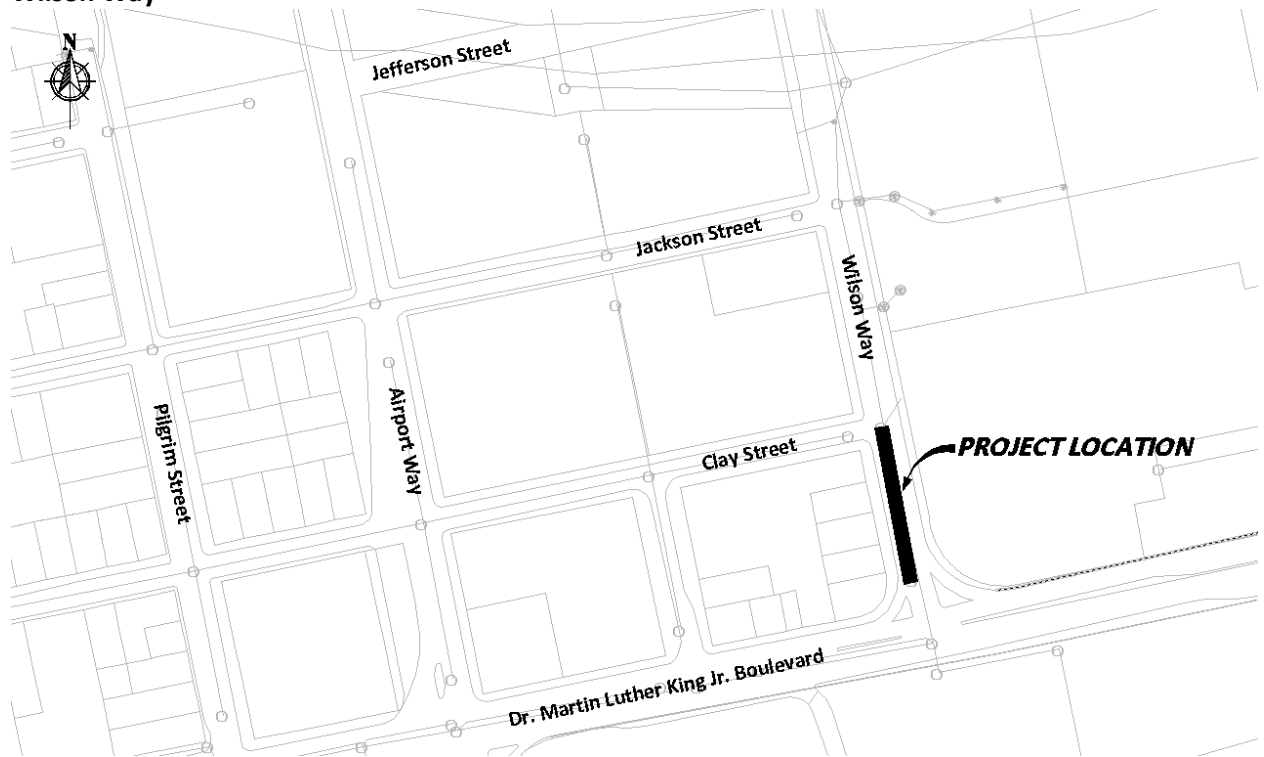 Wilson Way
N
Jefferson Street
Jackson Street
Wilson Way
Pilgrim Street
Airport Way
Clay Street
PROJECT LOCATION
Dr. Martin Luther King Jr. Boulevard